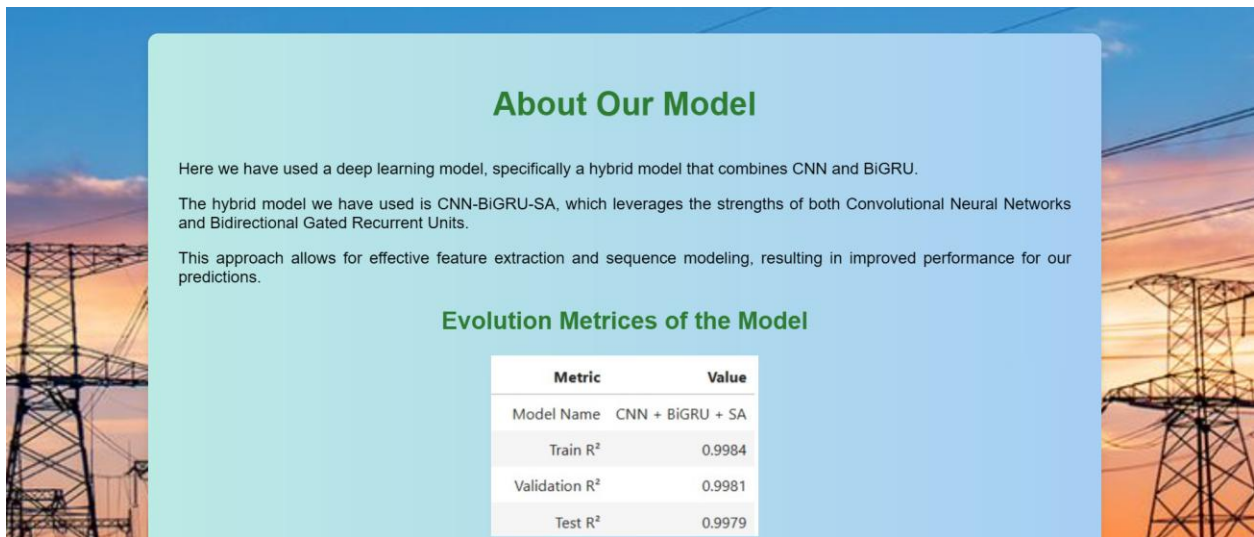 About Our Model
Here we have used a deep learning model, specifically a hybrid model that combines CNN and BiGRU.
The hybrid model we have used is CNN-BiGRU-SA, which leverages the strengths of both Convolutional Neural Networks
and Bidirectional Gated Recurrent Units.
This approach allows for effective feature extraction and sequence modeling, resulting in improved performance for our
predictions.
Evolution Metrices of the Model
Metric Value
Model Name CNN + BiGRU + SA
Train R² 0.9984
Validation R² 0.9981
Test R² 0.9979